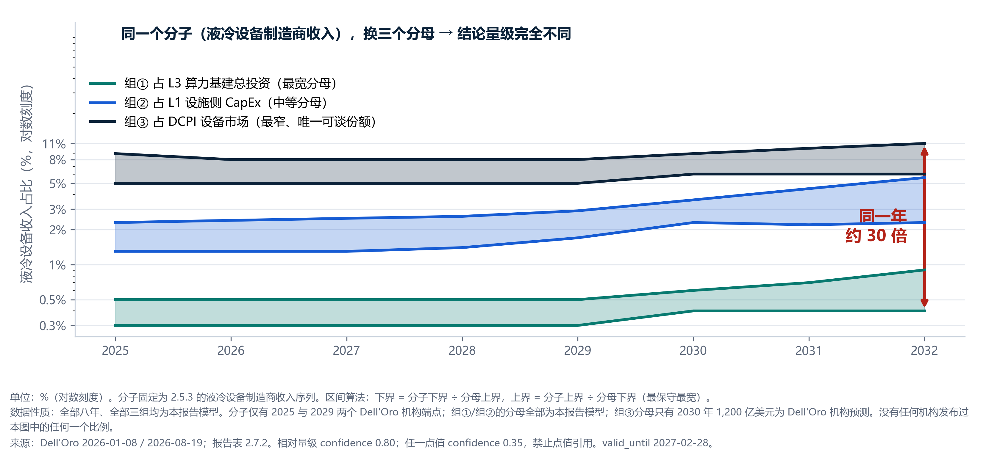 同一个分子（液冷设备制造商收入），换三个分母 → 结论量级完全不同
组① 占 L3 算力基建总投资（最宽分母）
组② 占 L1 设施侧 CapEx（中等分母）
组③ 占 DCPI 设备市场（最窄、唯一可谈份额）
液冷设备收入占比（%，对数刻度）
11%
8%
5%
3%
2%
1%
0.5%
0.3%
同一年
约 30 倍
2025
2026
2027
2028
2029
2030
2031
2032
单位：%（对数刻度）。分子固定为 2.5.3 的液冷设备制造商收入序列。区间算法：下界 = 分子下界 ÷ 分母上界，上界 = 分子上界 ÷ 分母下界（最保守最宽）。
数据性质：全部八年、全部三组均为本报告模型。分子仅有 2025 与 2029 两个 Dell'Oro 机构端点；组①/组②的分母全部为本报告模型；组③分母只有 2030 年 1,200 亿美元为 Dell'Oro 机构预测。没有任何机构发布过
本图中的任何一个比例。
来源：Dell'Oro 2026-01-08 / 2026-08-19；报告表 2.7.2。相对量级 confidence 0.80；任一点值 confidence 0.35，禁止点值引用。valid_until 2027-02-28。